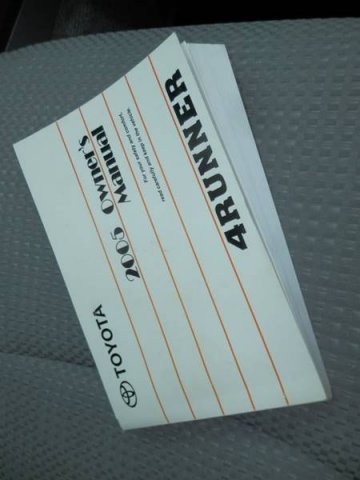 TOYOTA
2005 Owner's
Manual
For your safety and comfort,
read carefully and keep in the vehicle.
4RUNNER